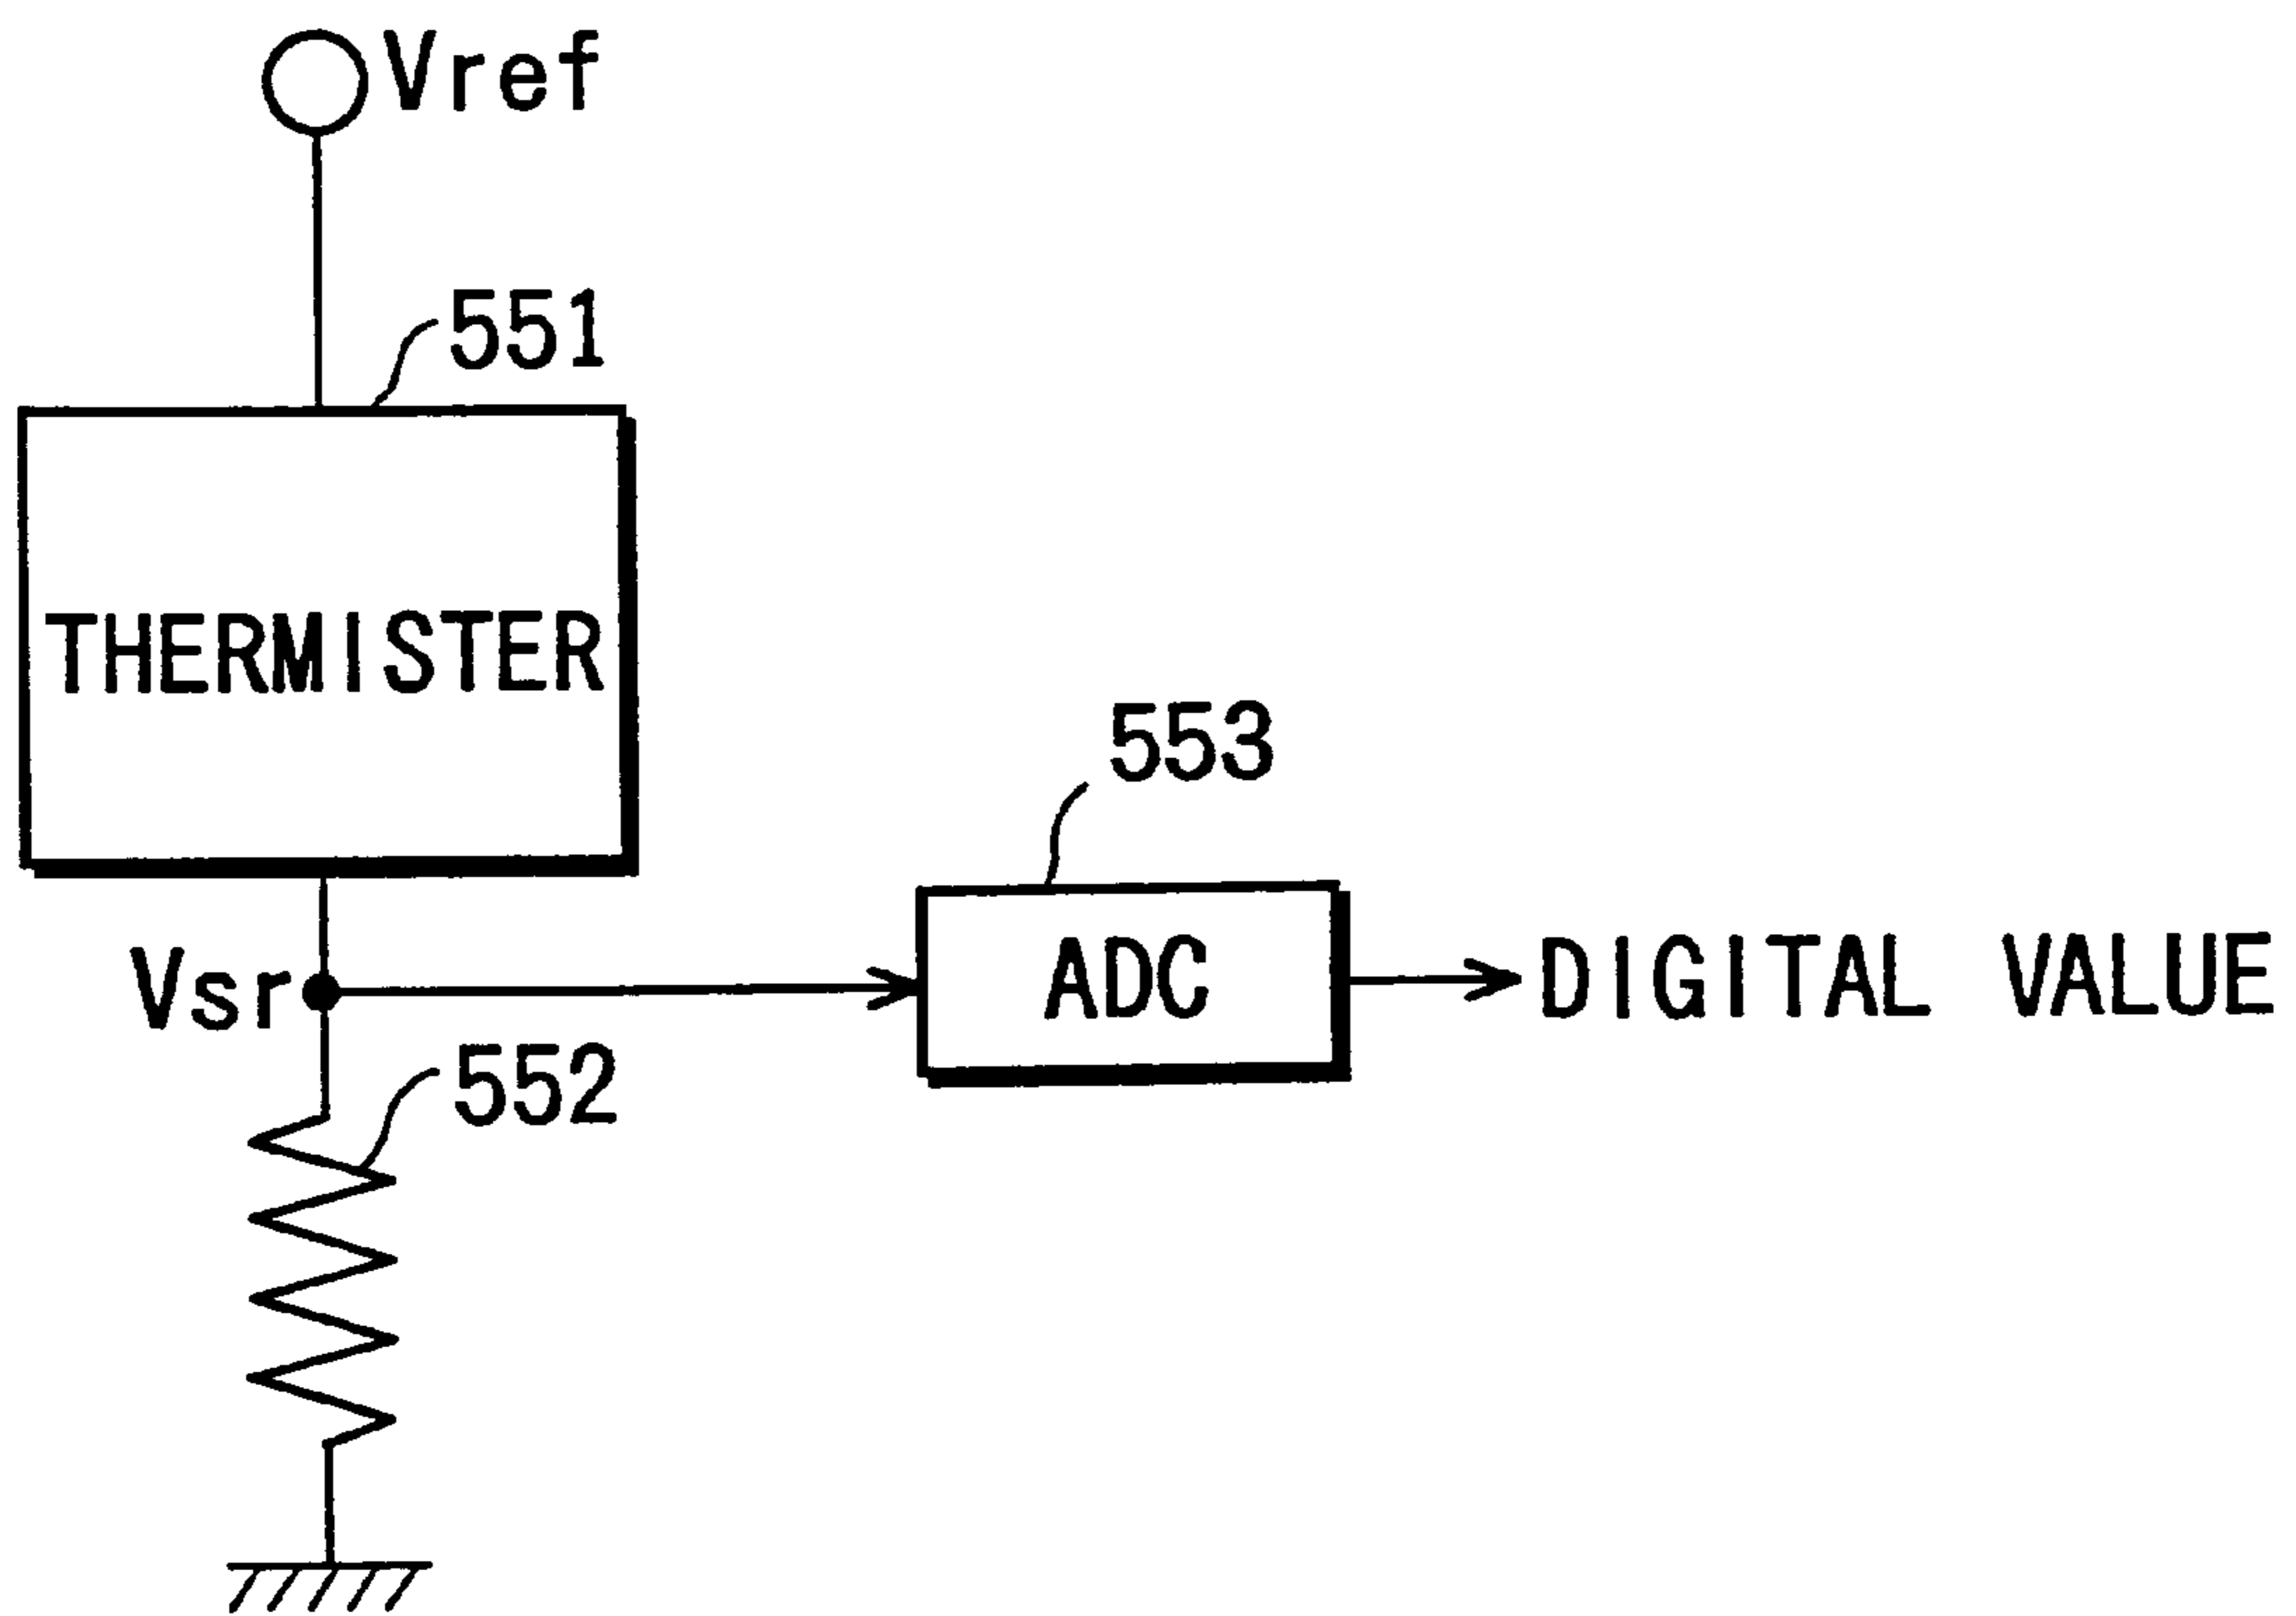 Vref
551
THERMISTER
553
Vsr
ADC
DIGITAL VALUE
552